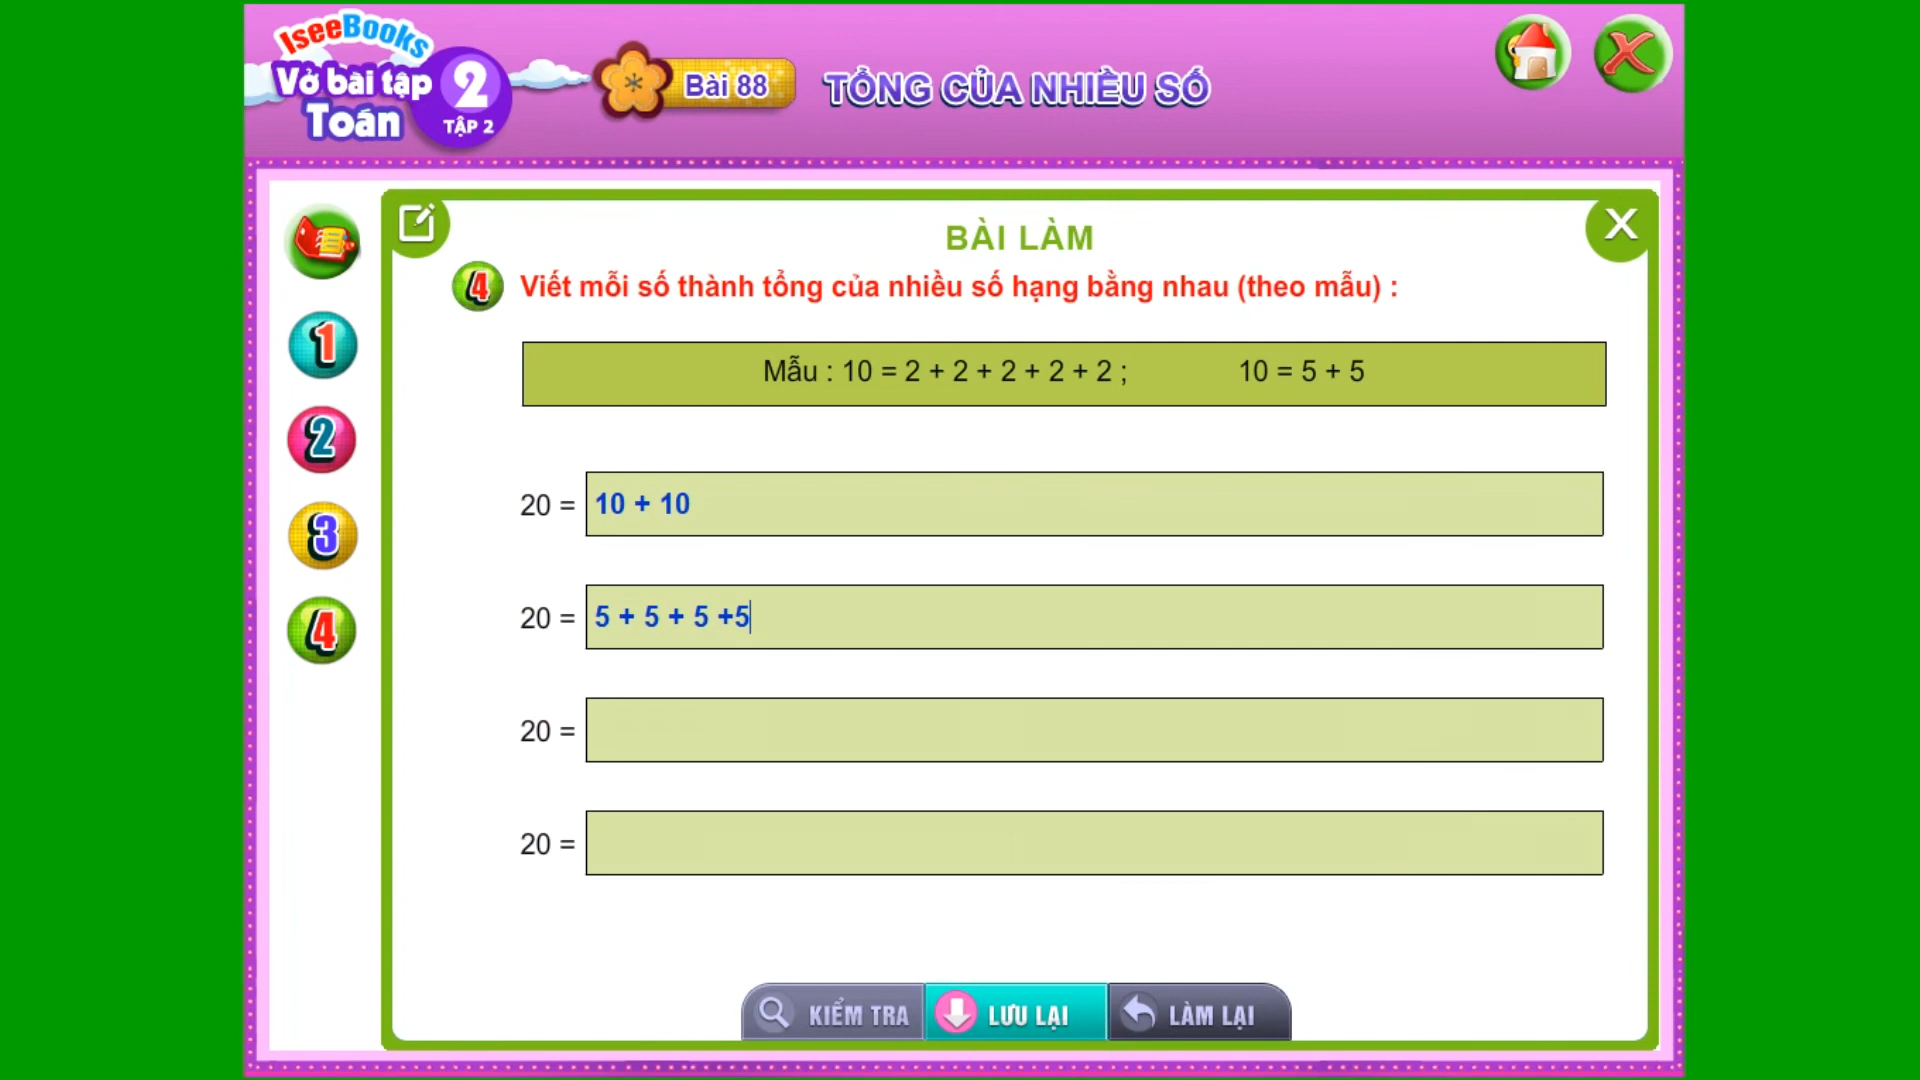 IseeBooks
Vở bài tập
Toán
2
TẬP 2
Bài 88
TỔNG CỦA NHIỀU SỐ
1
2
3
4
BÀI LÀM
4 Viết mỗi số thành tổng của nhiều số hạng bằng nhau (theo mẫu) :
Mẫu : 10 = 2 + 2 + 2 + 2 + 2 ; 10 = 5 + 5
20 = 10 + 10
20 = 5 + 5 + 5 +5
20 =
20 =
KIỂM TRA
LƯU LẠI
LÀM LẠI